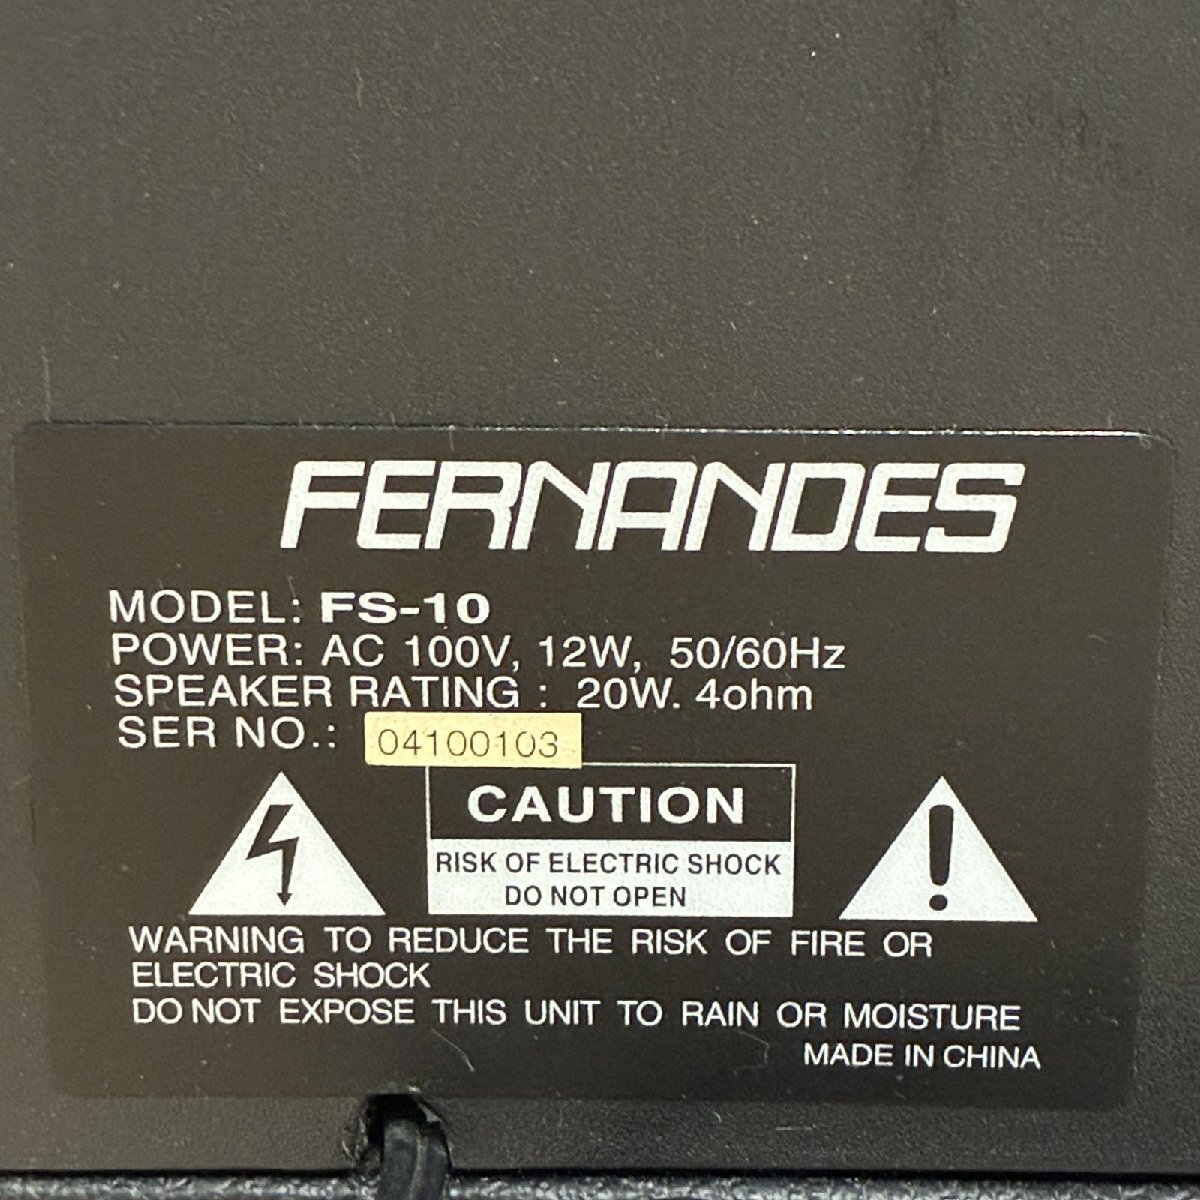 FERNANDES
MODEL: FS-10
POWER: AC 100V, 12W, 50/60Hz
SPEAKER RATING : 20W. 4ohm
SER NO.: 04100103
CAUTION
RISK OF ELECTRIC SHOCK
DO NOT OPEN
WARNING TO REDUCE THE RISK OF FIRE OR
ELECTRIC SHOCK
DO NOT EXPOSE THIS UNIT TO RAIN OR MOISTURE
MADE IN CHINA